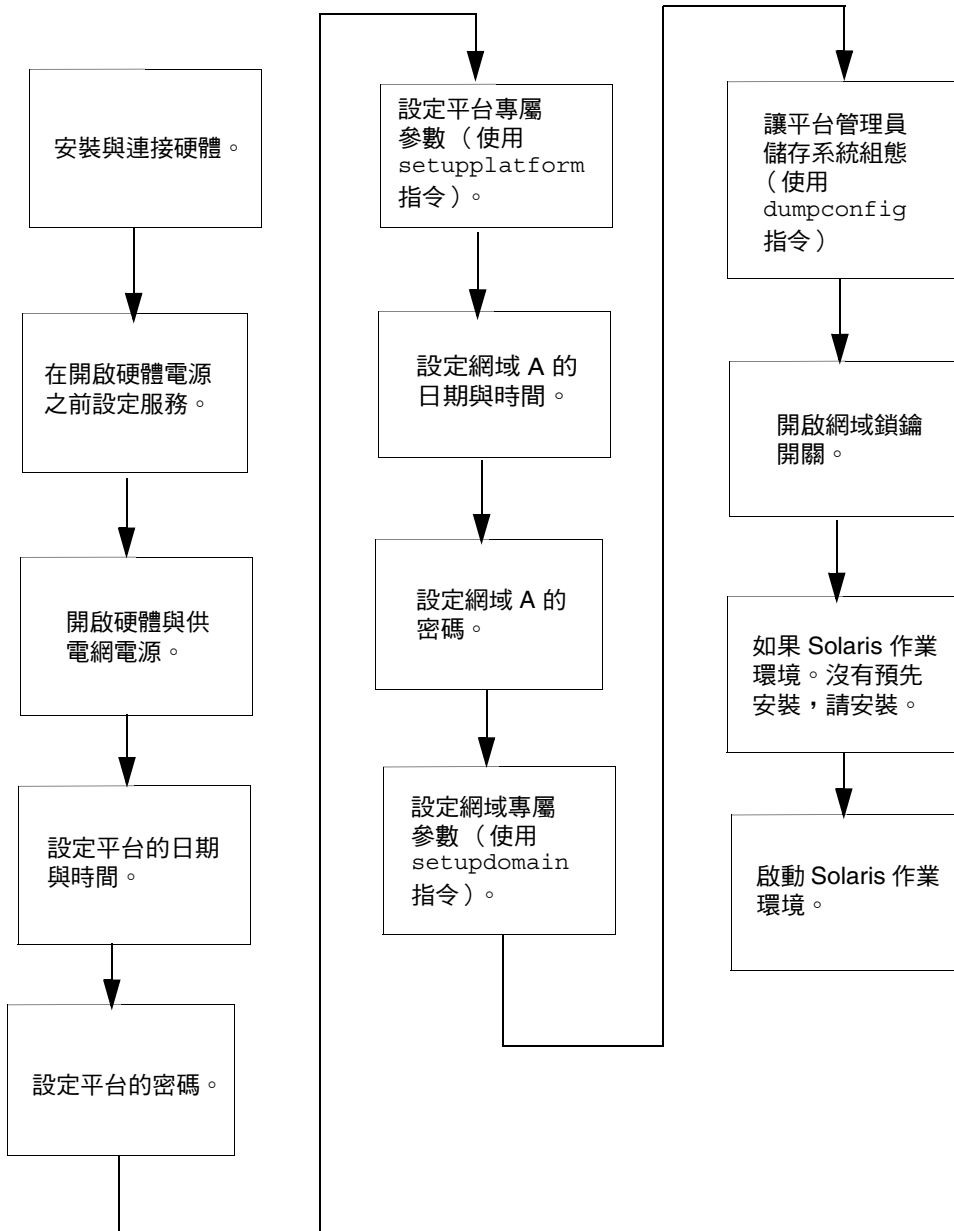 安裝與連接硬體。
在開啟硬體電源
之前設定服務。
開啟硬體與供
電網電源。
設定平台的日期
與時間。
設定平台的密碼。
設定平台專屬
參數（使用
setupplatform
指令）。
設定網域 A 的
日期與時間。
設定網域 A 的
密碼。
設定網域專屬
參數（使用
setupdomain
指令）。
讓平台管理員
儲存系統組態
（使用
dumpconfig
指令）
開啟網域鎖鑰
開關。
如果 Solaris 作業
環境。沒有預先
安裝，請安裝。
啟動 Solaris 作業
環境。